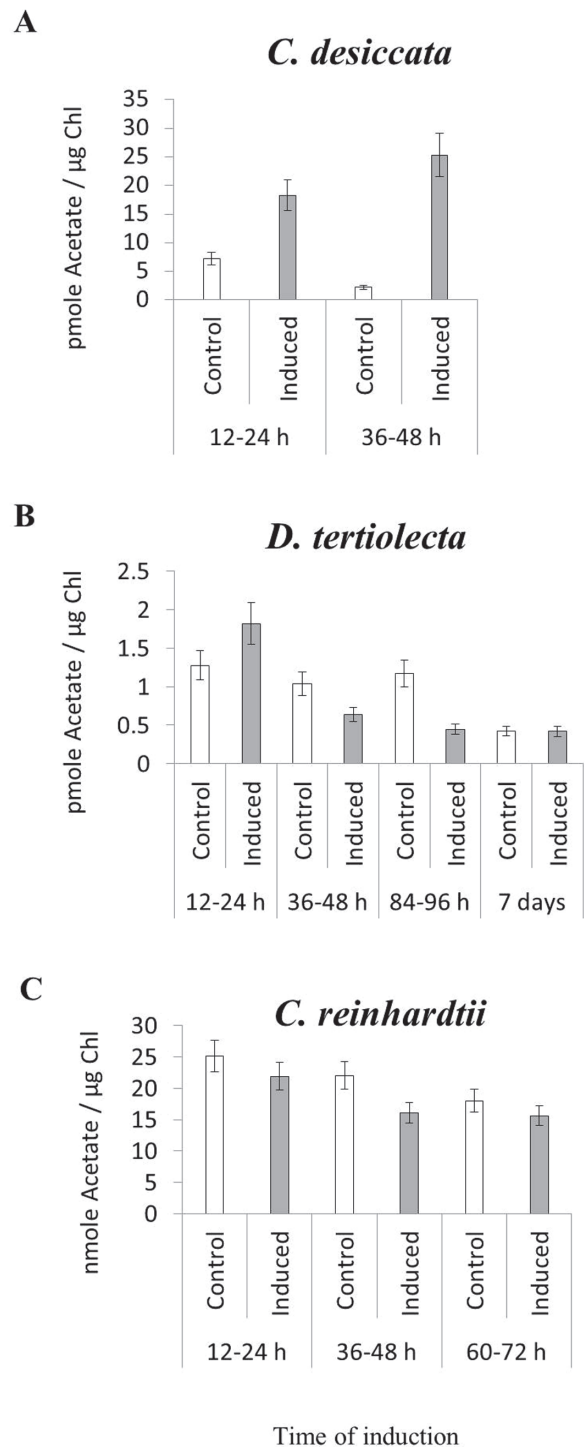 A
C. desiccata
pmole Acetate / µg Chl
35
30
25
20
15
10
5
0
Control
Induced
Control
Induced
12-24 h
36-48 h
B
D. tertiolecta
pmole Acetate / µg Chl
2.5
2
1.5
1
0.5
0
Control
Induced
Control
Induced
Control
Induced
Control
Induced
12-24 h
36-48 h
84-96 h
7 days
C
C. reinhardtii
nmole Acetate / µg Chl
30
25
20
15
10
5
0
Control
Induced
Control
Induced
Control
Induced
12-24 h
36-48 h
60-72 h
Time of induction